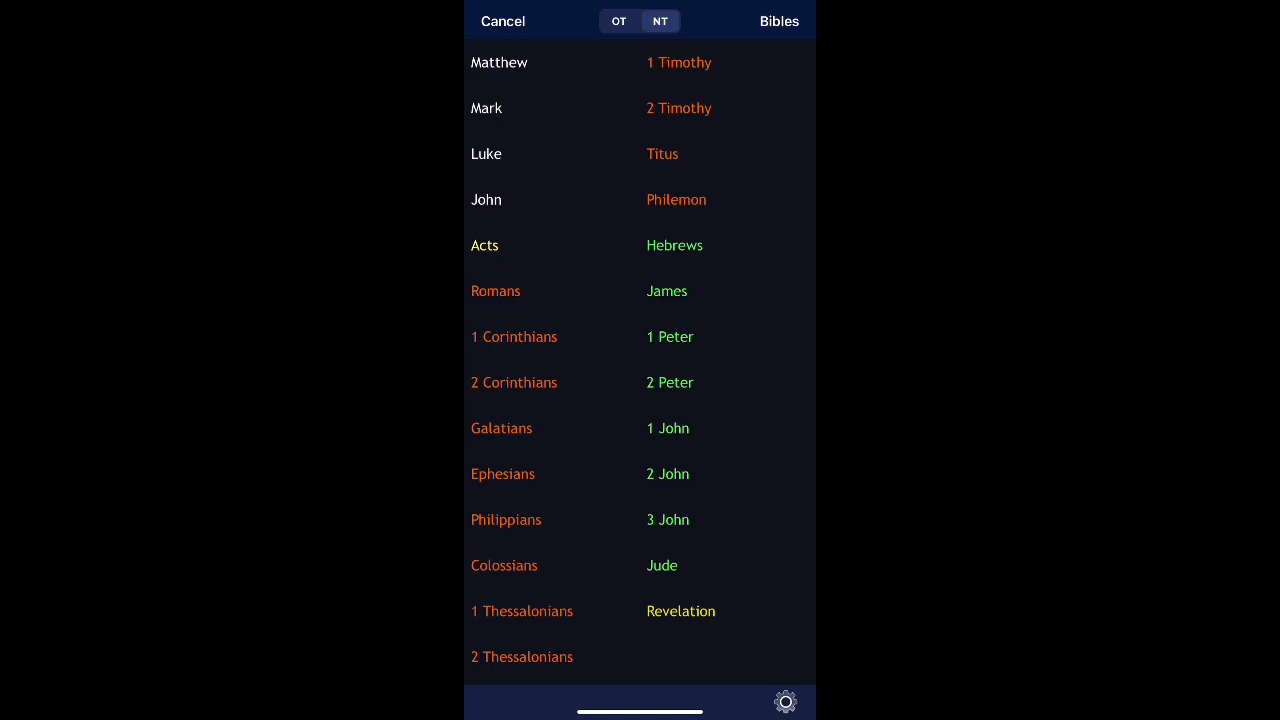 Cancel OT NT Bibles
Matthew 1 Timothy
Mark 2 Timothy
Luke Titus
John Philemon
Acts Hebrews
Romans James
1 Corinthians 1 Peter
2 Corinthians 2 Peter
Galatians 1 John
Ephesians 2 John
Philippians 3 John
Colossians Jude
1 Thessalonians Revelation
2 Thessalonians